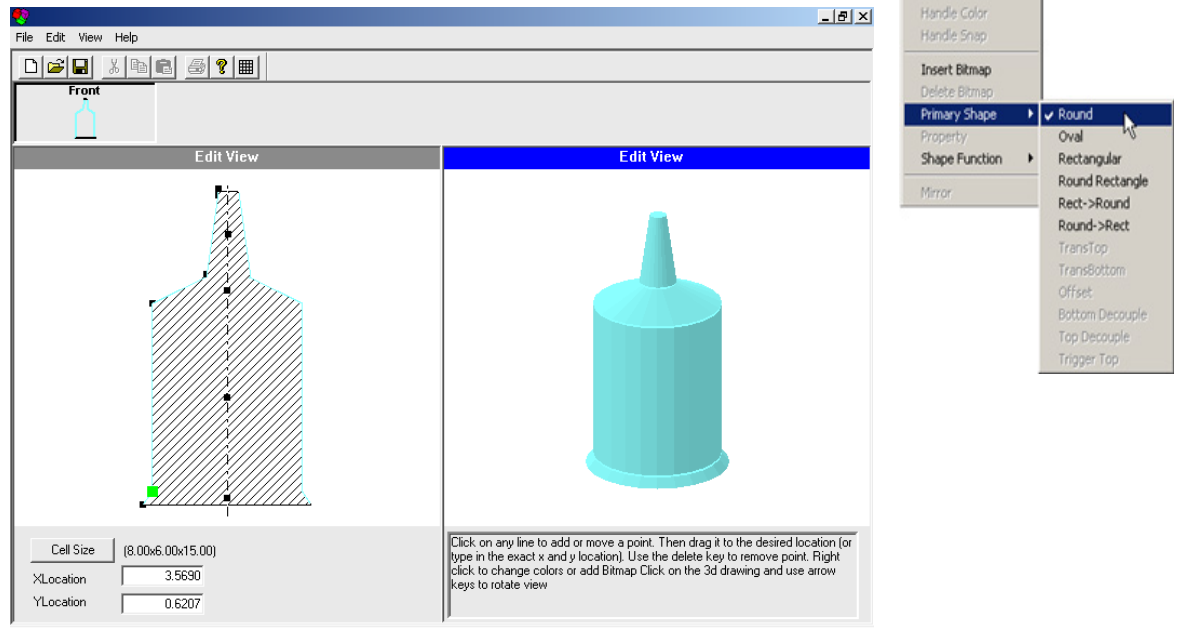 File Edit View Help
Front
Edit View
Edit View
Cell Size (8.00x6.00x15.00)
XLocation 3.5690
YLocation 0.6207
Click on any line to add or move a point. Then drag it to the desired location (or
type in the exact x and y location). Use the delete key to remove point. Right
click to change colors or add Bitmap Click on the 3d drawing and use arrow
keys to rotate view
Handle Color
Handle Snap
Insert Bitmap
Delete Bitmap
Primary Shape
Property
Shape Function
Mirror
Round
Oval
Rectangular
Round Rectangle
Rect->Round
Round->Rect
TransTop
TransBottom
Offset
Bottom Decouple
Top Decouple
Trigger Top